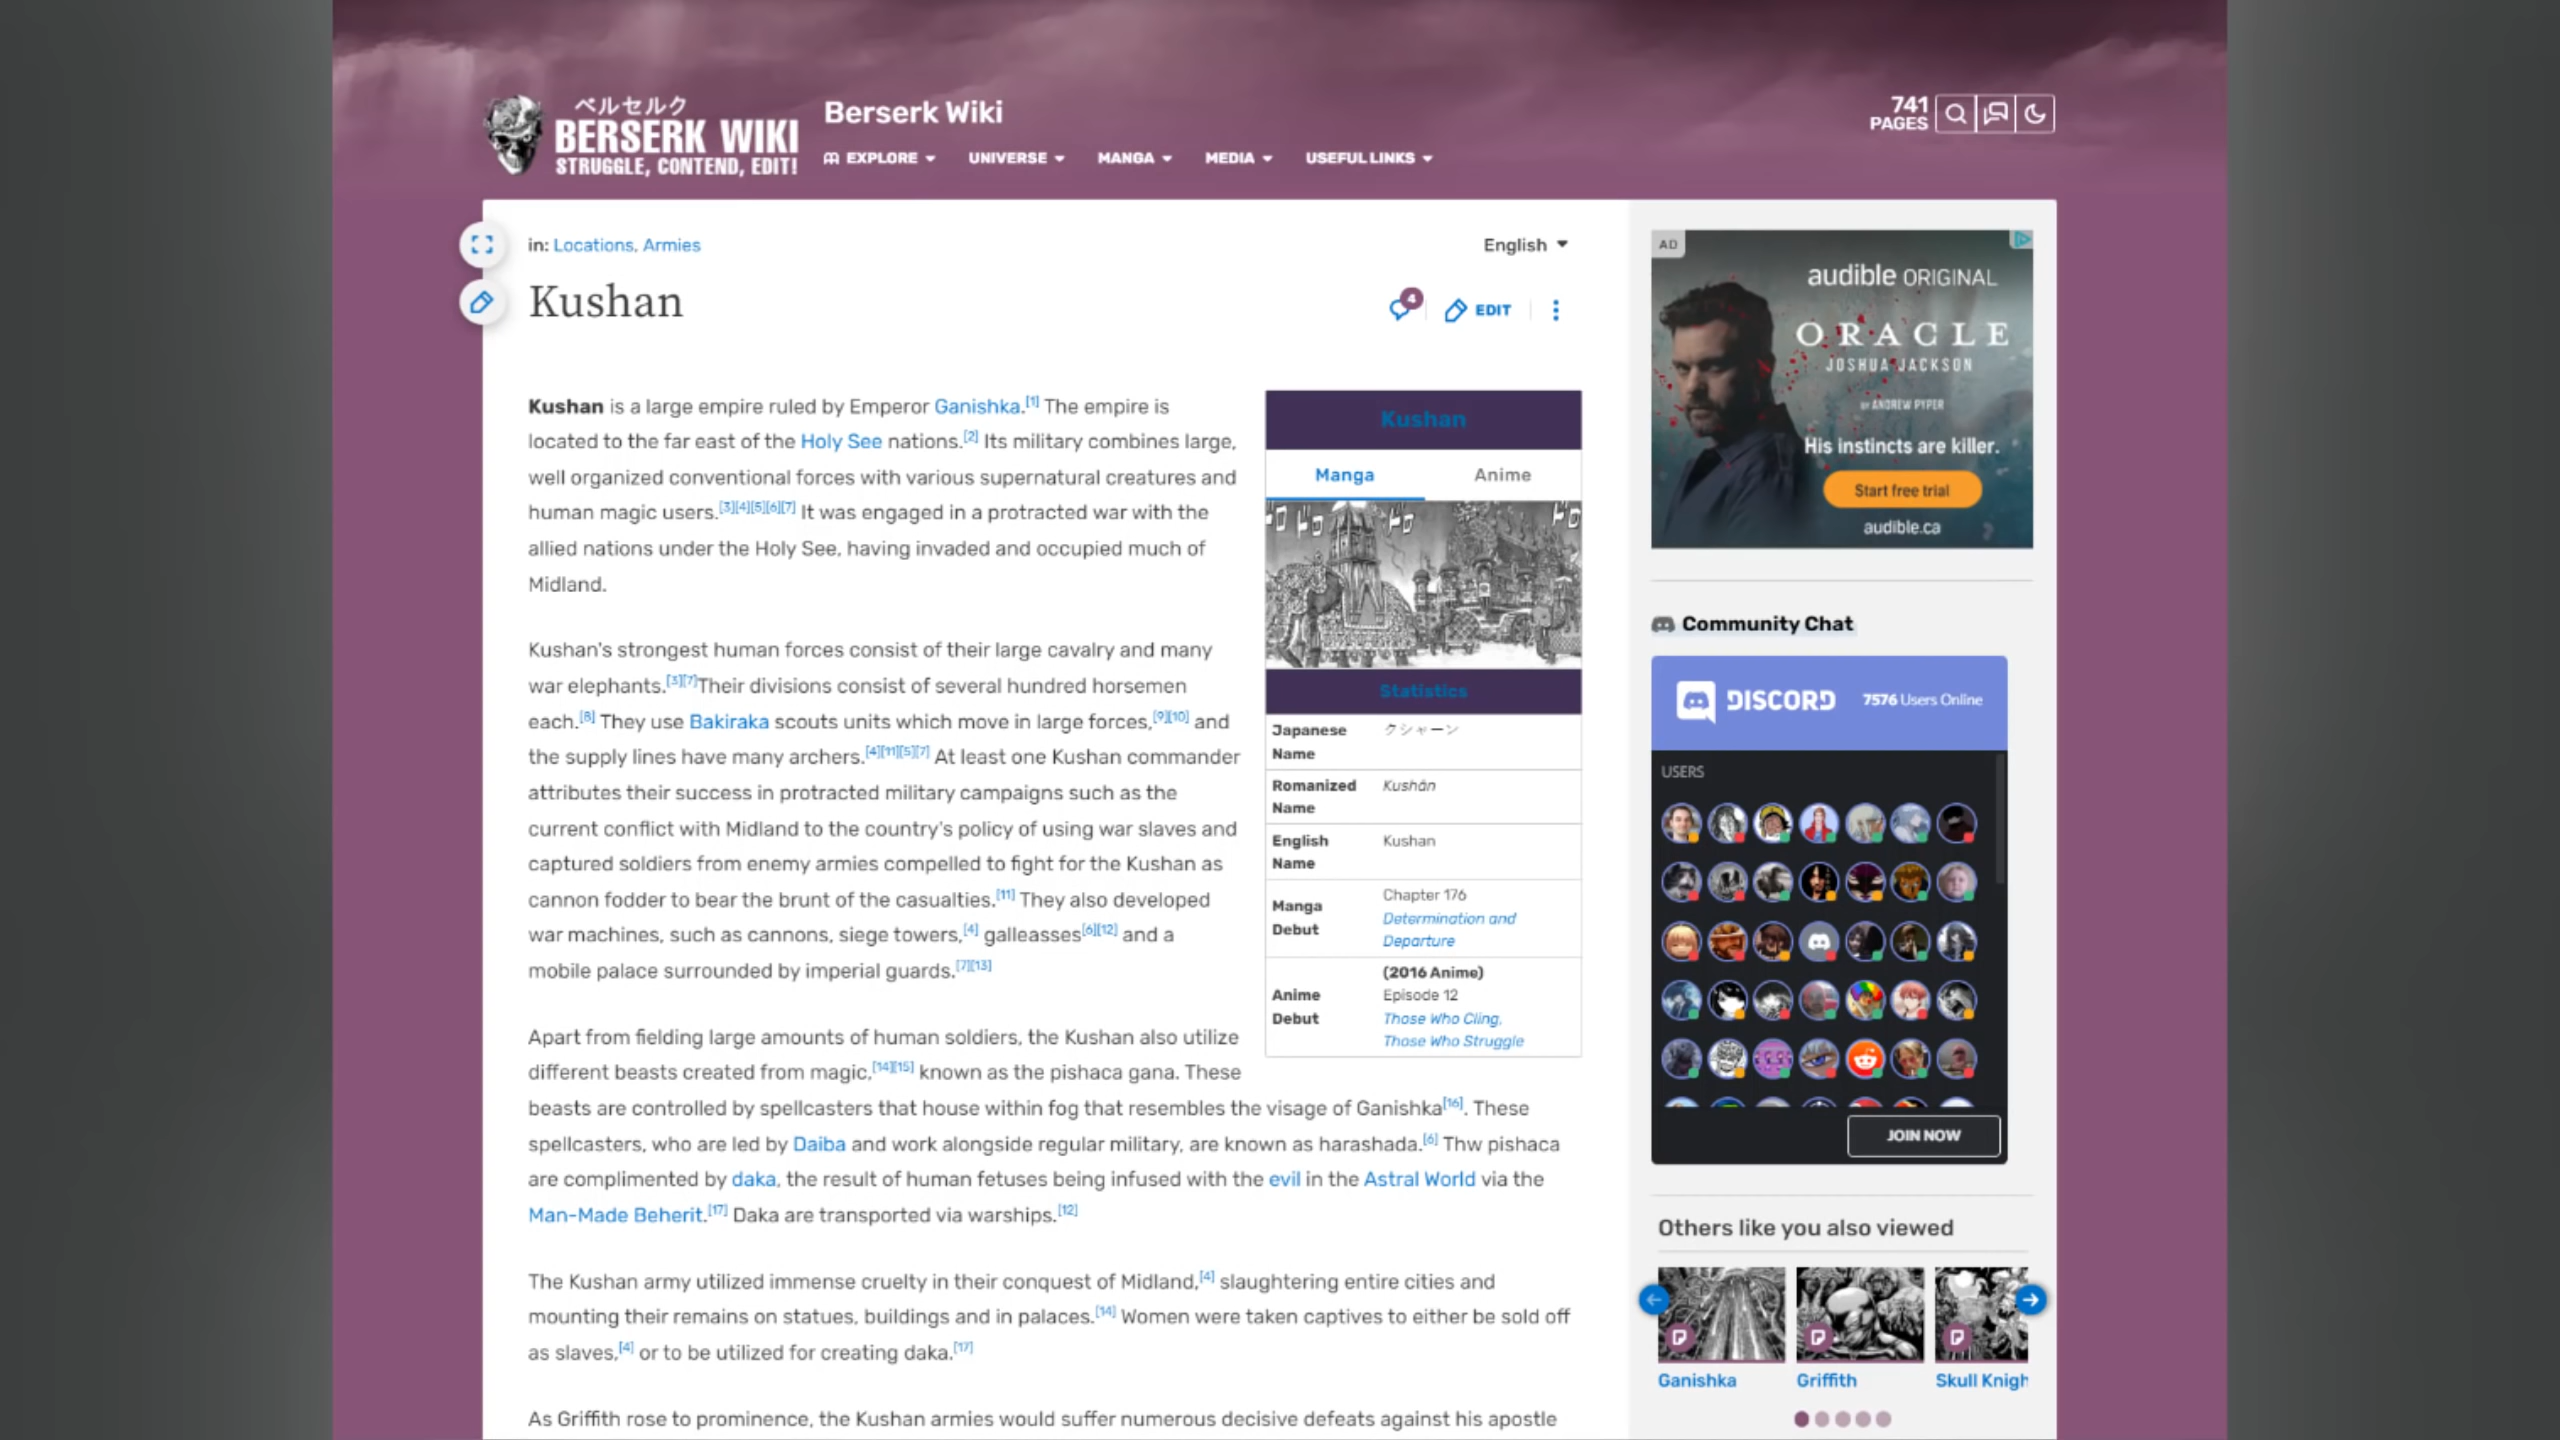 ベルセルク
BERSERK WIKI
STRUGGLE, CONTEND, EDIT!
Berserk Wiki
EXPLORE
UNIVERSE
MANGA
MEDIA
USEFUL LINKS
741
PAGES
in: Locations, Armies
English
Kushan
4
EDIT
Kushan is a large empire ruled by Emperor Ganishka.[1] The empire is
located to the far east of the Holy See nations.[2] Its military combines large,
well organized conventional forces with various supernatural creatures and
human magic users.[3][4][5][6][7] It was engaged in a protracted war with the
allied nations under the Holy See, having invaded and occupied much of
Midland.
Kushan's strongest human forces consist of their large cavalry and many
war elephants.[3][7]Their divisions consist of several hundred horsemen
each.[8] They use Bakiraka scouts units which move in large forces,[9][10] and
the supply lines have many archers.[4][11][5][7] At least one Kushan commander
attributes their success in protracted military campaigns such as the
current conflict with Midland to the country's policy of using war slaves and
captured soldiers from enemy armies compelled to fight for the Kushan as
cannon fodder to bear the brunt of the casualties.[11] They also developed
war machines, such as cannons, siege towers,[4] galleasses[6][12] and a
mobile palace surrounded by imperial guards.[7][13]
Apart from fielding large amounts of human soldiers, the Kushan also utilize
different beasts created from magic,[14][15] known as the pishaca gana. These
beasts are controlled by spellcasters that house within fog that resembles the visage of Ganishka[16]. These
spellcasters, who are led by Daiba and work alongside regular military, are known as harashada.[6] Thw pishaca
are complimented by daka, the result of human fetuses being infused with the evil in the Astral World via the
Man-Made Beherit.[17] Daka are transported via warships.[12]
The Kushan army utilized immense cruelty in their conquest of Midland,[4] slaughtering entire cities and
mounting their remains on statues, buildings and in palaces.[14] Women were taken captives to either be sold off
as slaves,[4] or to be utilized for creating daka.[17]
As Griffith rose to prominence, the Kushan armies would suffer numerous decisive defeats against his apostle
Kushan
Manga
Anime
ドロ
ドロ
Statistics
Japanese
Name
クシャーン
Romanized
Name
Kushān
English
Name
Kushan
Manga
Debut
Chapter 176
Determination and
Departure
Anime
Debut
(2016 Anime)
Episode 12
Those Who Cling,
Those Who Struggle
AD
audible ORIGINAL
ORACLE
JOSHUA JACKSON
BY ANDREW PYPER
His instincts are killer.
Start free trial
audible.ca
Community Chat
DISCORD
7576 Users Online
USERS
JOIN NOW
Others like you also viewed
Ganishka
Griffith
Skull Knigh